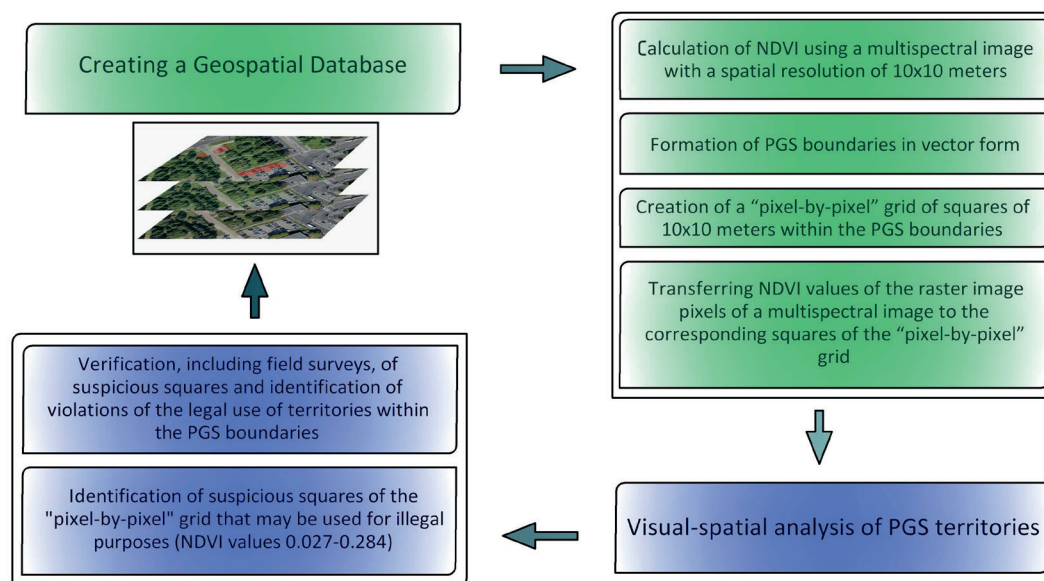 Creating a Geospatial Database
Calculation of NDVI using a multispectral image
with a spatial resolution of 10x10 meters
Formation of PGS boundaries in vector form
Creation of a “pixel-by-pixel” grid of squares of
10x10 meters within the PGS boundaries
Transferring NDVI values of the raster image
pixels of a multispectral image to the
corresponding squares of the “pixel-by-pixel”
grid
Visual-spatial analysis of PGS territories
Identification of suspicious squares of the
"pixel-by-pixel" grid that may be used for illegal
purposes (NDVI values 0.027-0.284)
Verification, including field surveys, of
suspicious squares and identification of
violations of the legal use of territories within
the PGS boundaries